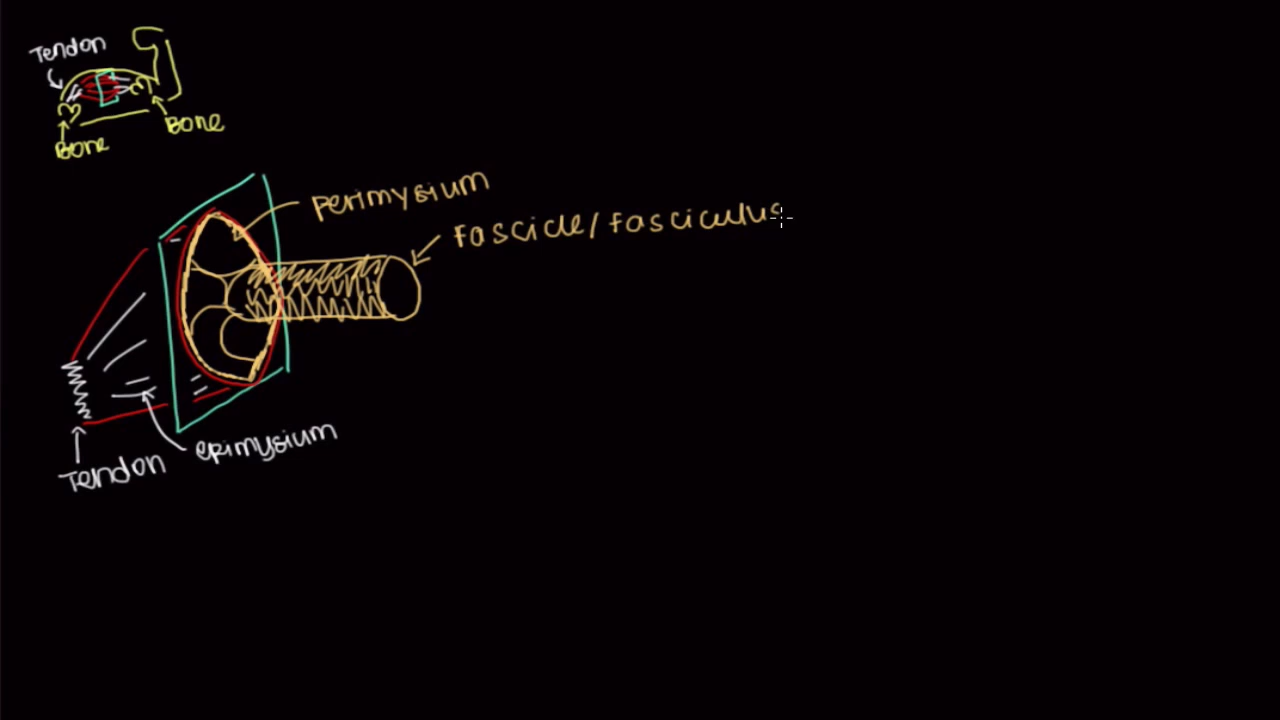 Tendon
Bone
Bone
perimysium
fascicle/fasciculus
epimysium
Tendon